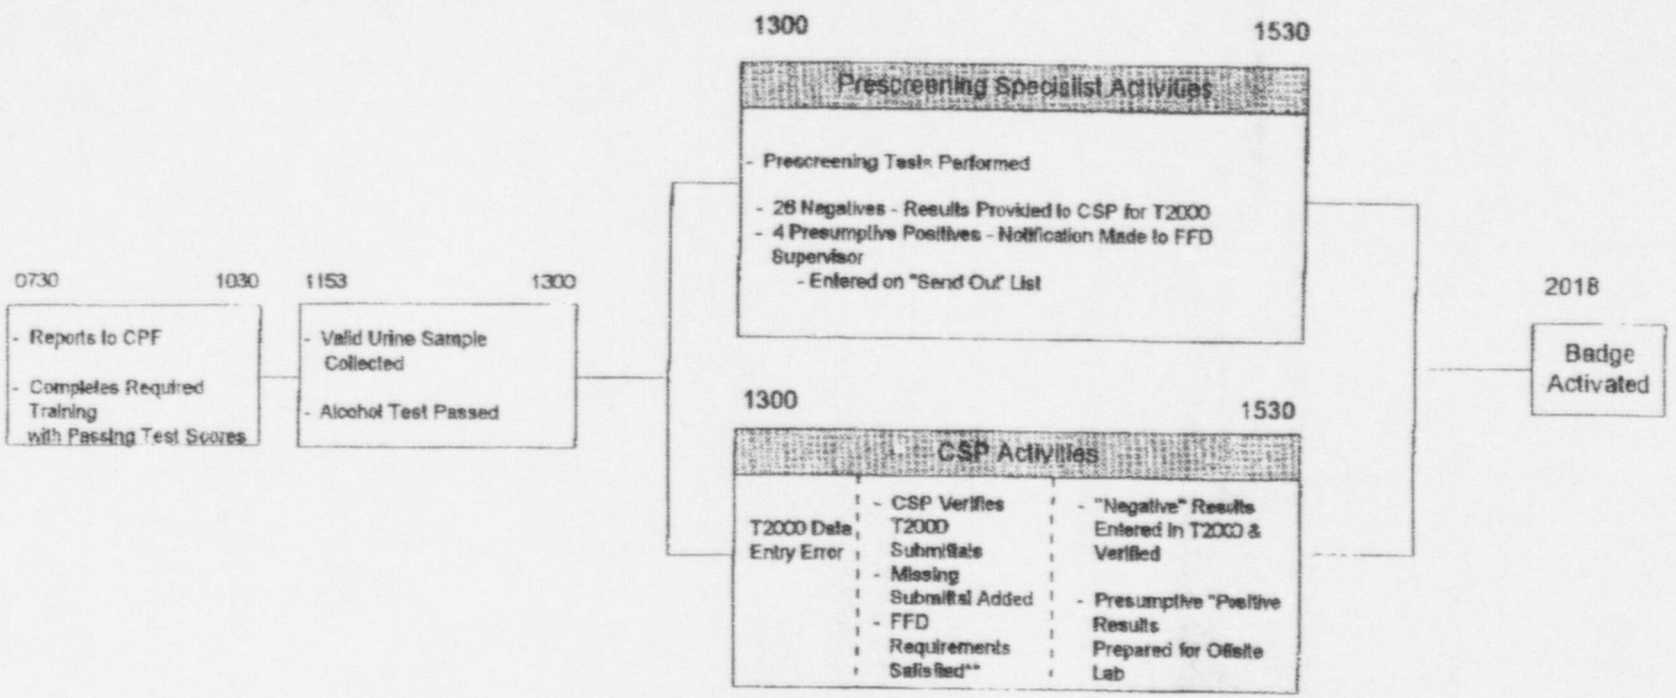 0730 1030
- Reports to CPF
- Completes Required
Training
with Passing Test Scores
1153 1300
- Valid Urine Sample
Collected
- Alcohol Test Passed
1300 1530
Prescreening Specialist Activities
- Prescreening Tests Performed
- 26 Negatives - Results Provided to CSP for T2000
- 4 Presumptive Positives - Notification Made to FFD
Supervisor
- Entered on "Send Out" List
1300 1530
CSP Activities
T2000 Data
Entry Error
- CSP Verifies
T2000
Submittals
- Missing
Submittal Added
- FFD
Requirements
Satisfied**
- "Negative" Results
Entered in T2000 &
Verified
- Presumptive "Positive
Results
Prepared for Offsite
Lab
2018
Badge
Activated